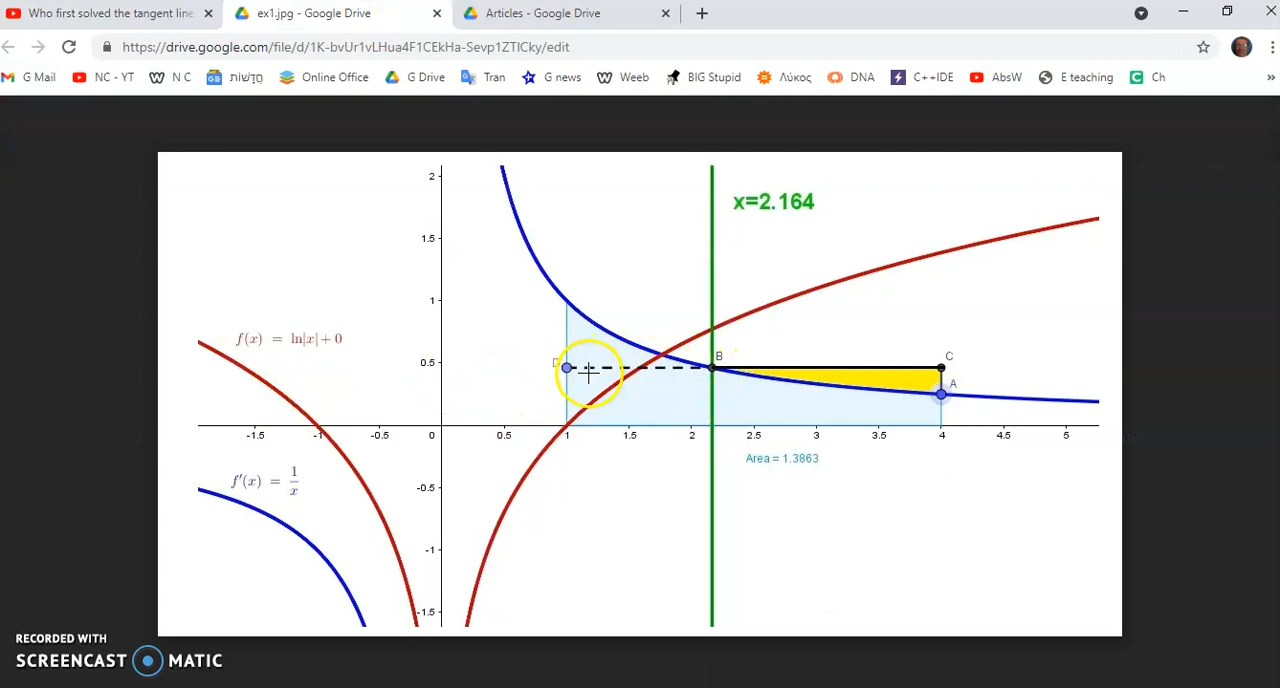 Who first solved the tangent line
ex1.jpg - Google Drive
Articles - Google Drive
https://drive.google.com/file/d/1K-bvUr1vLHua4F1CEkHa-Sevp1ZTlCky/edit
G Mail
NC - YT
N C
חֲדָשׁוֹת
Online Office
G Drive
Tran
G news
Weeb
BIG Stupid
Λύκος
DNA
C++IDE
AbsW
E teaching
Ch
»
2
x=2.164
1.5
1
f(x) = ln|x|+0
0.5
D
B
C
A
-1.5
-1
-0.5
0
0.5
1
1.5
2
2.5
3
3.5
4
4.5
5
Area = 1.3863
f'(x) = 1/x
-0.5
-1
-1.5
RECORDED WITH
SCREENCAST MATIC